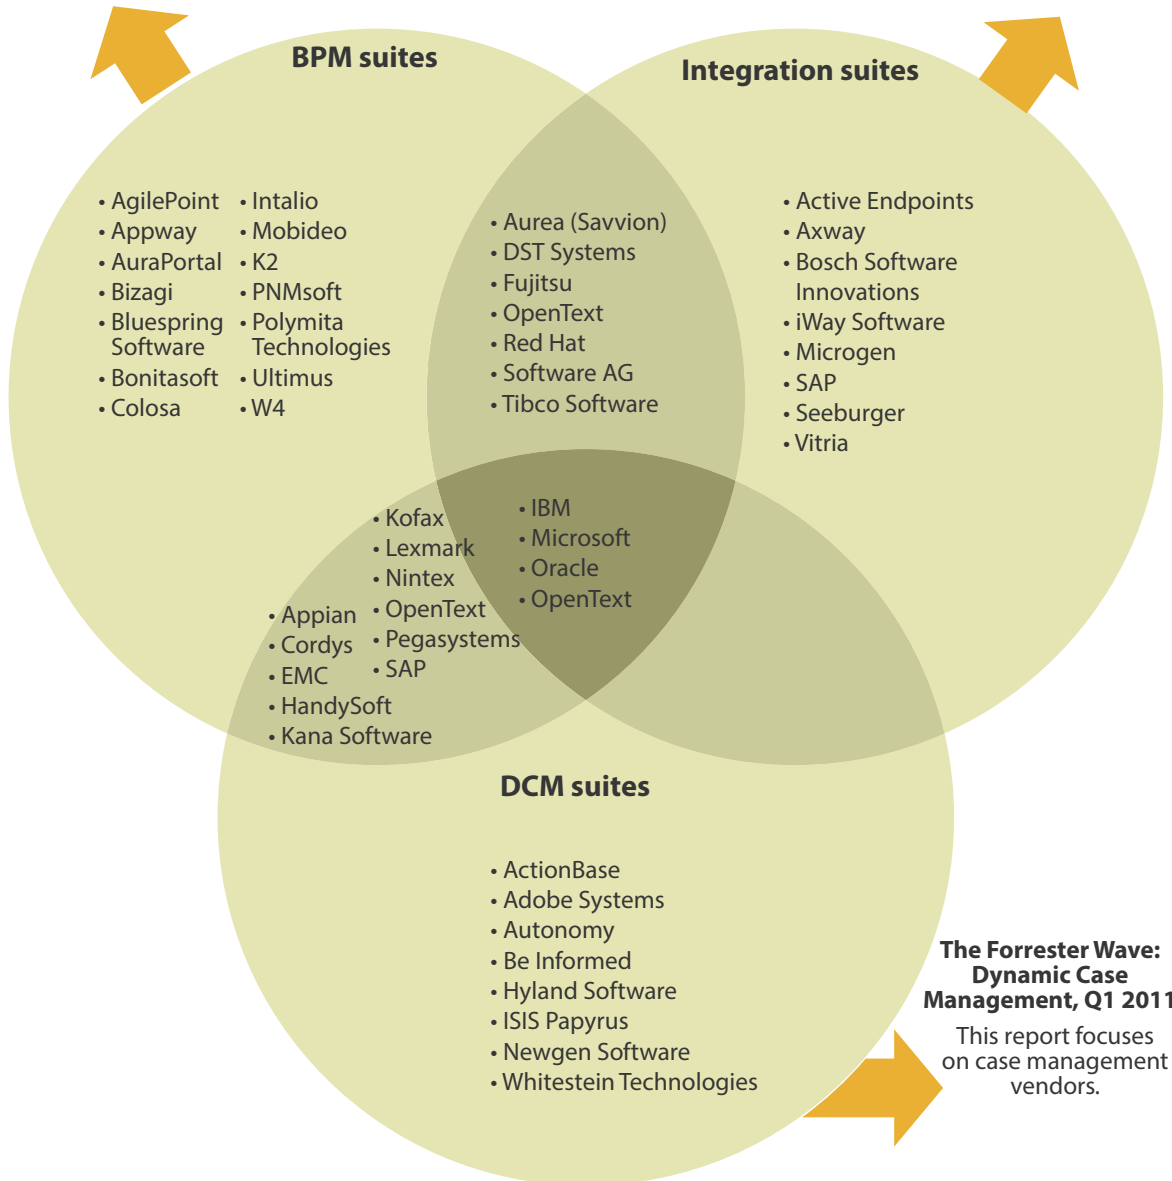 BPM suites
Integration suites
• AgilePoint
• Appway
• AuraPortal
• Bizagi
• Bluespring
Software
• Bonitasoft
• Colosa
• Intalio
• Mobideo
• K2
• PNMsoft
• Polymita
Technologies
• Ultimus
• W4
• Aurea (Savvion)
• DST Systems
• Fujitsu
• OpenText
• Red Hat
• Software AG
• Tibco Software
• Active Endpoints
• Axway
• Bosch Software
Innovations
• iWay Software
• Microgen
• SAP
• Seeburger
• Vitria
• Kofax
• Lexmark
• Nintex
• OpenText
• Pegasystems
• SAP
• IBM
• Microsoft
• Oracle
• OpenText
• Appian
• Cordys
• EMC
• HandySoft
• Kana Software
DCM suites
• ActionBase
• Adobe Systems
• Autonomy
• Be Informed
• Hyland Software
• ISIS Papyrus
• Newgen Software
• Whitestein Technologies
The Forrester Wave:
Dynamic Case
Management, Q1 2011
This report focuses
on case management
vendors.